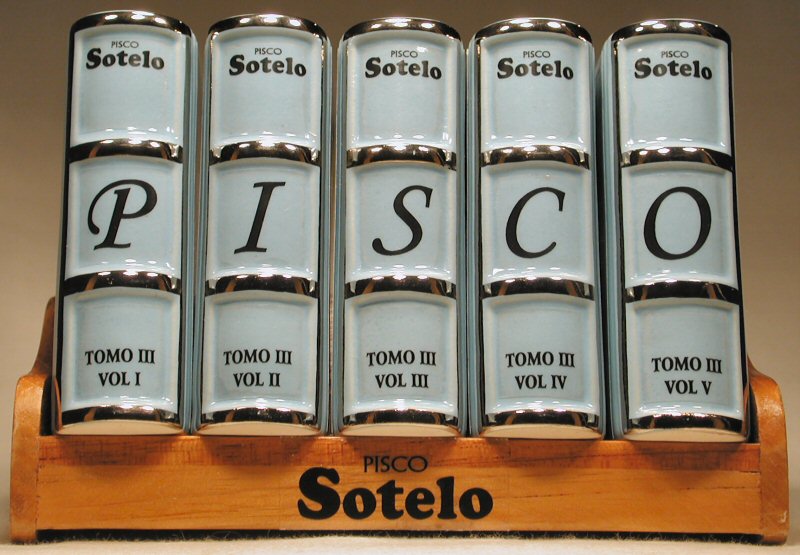 PISCO
Sotelo
P
TOMO III
VOL I
PISCO
Sotelo
I
TOMO III
VOL II
PISCO
Sotelo
S
TOMO III
VOL III
PISCO
Sotelo
C
TOMO III
VOL IV
PISCO
Sotelo
O
TOMO III
VOL V
PISCO
Sotelo